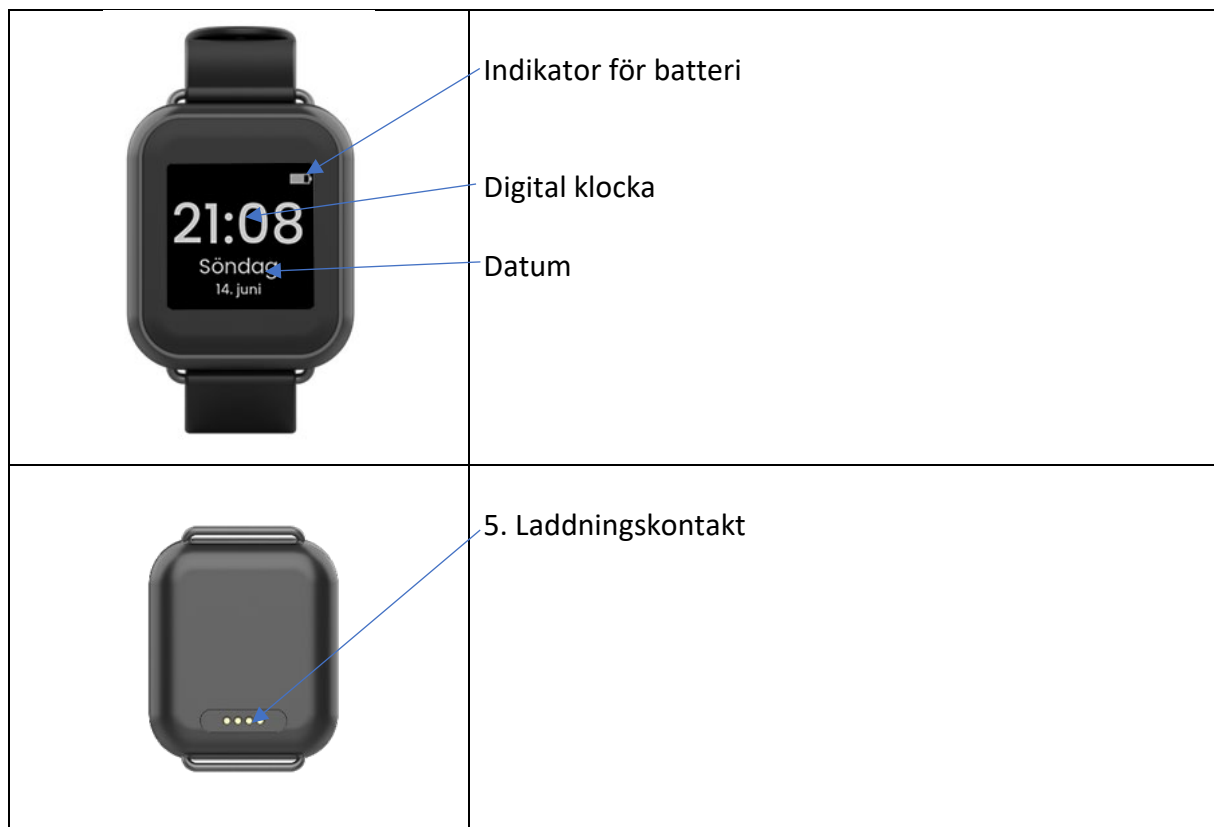 Indikator för batteri
Digital klocka
21:08
Söndag
14. juni
Datum
5. Laddningskontakt